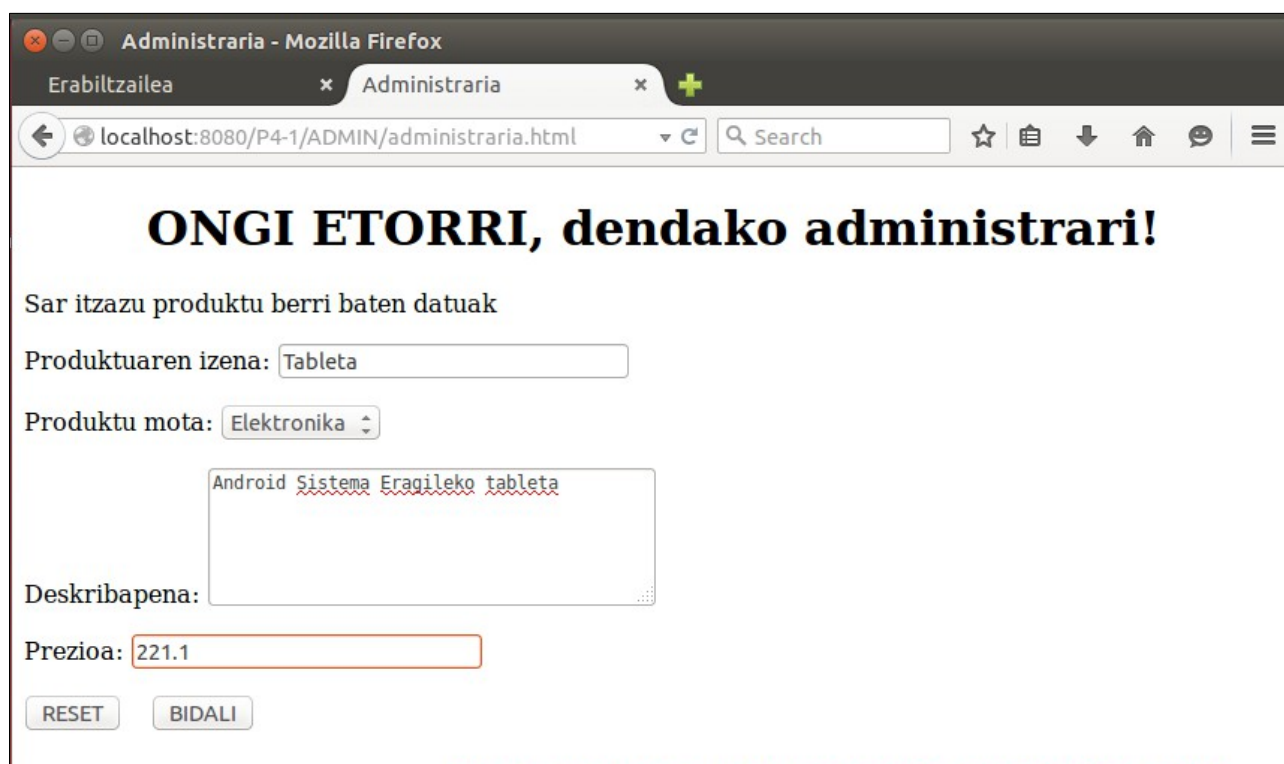 Administraria - Mozilla Firefox
Erabiltzailea Administraria
localhost:8080/P4-1/ADMIN/administraria.html Search
ONGI ETORRI, dendako administrari!
Sar itzazu produktu berri baten datuak
Produktuaren izena: Tableta
Produktu mota: Elektronika
Android Sistema Eragileko tableta
Deskribapena:
Prezioa: 221.1
RESET BIDALI